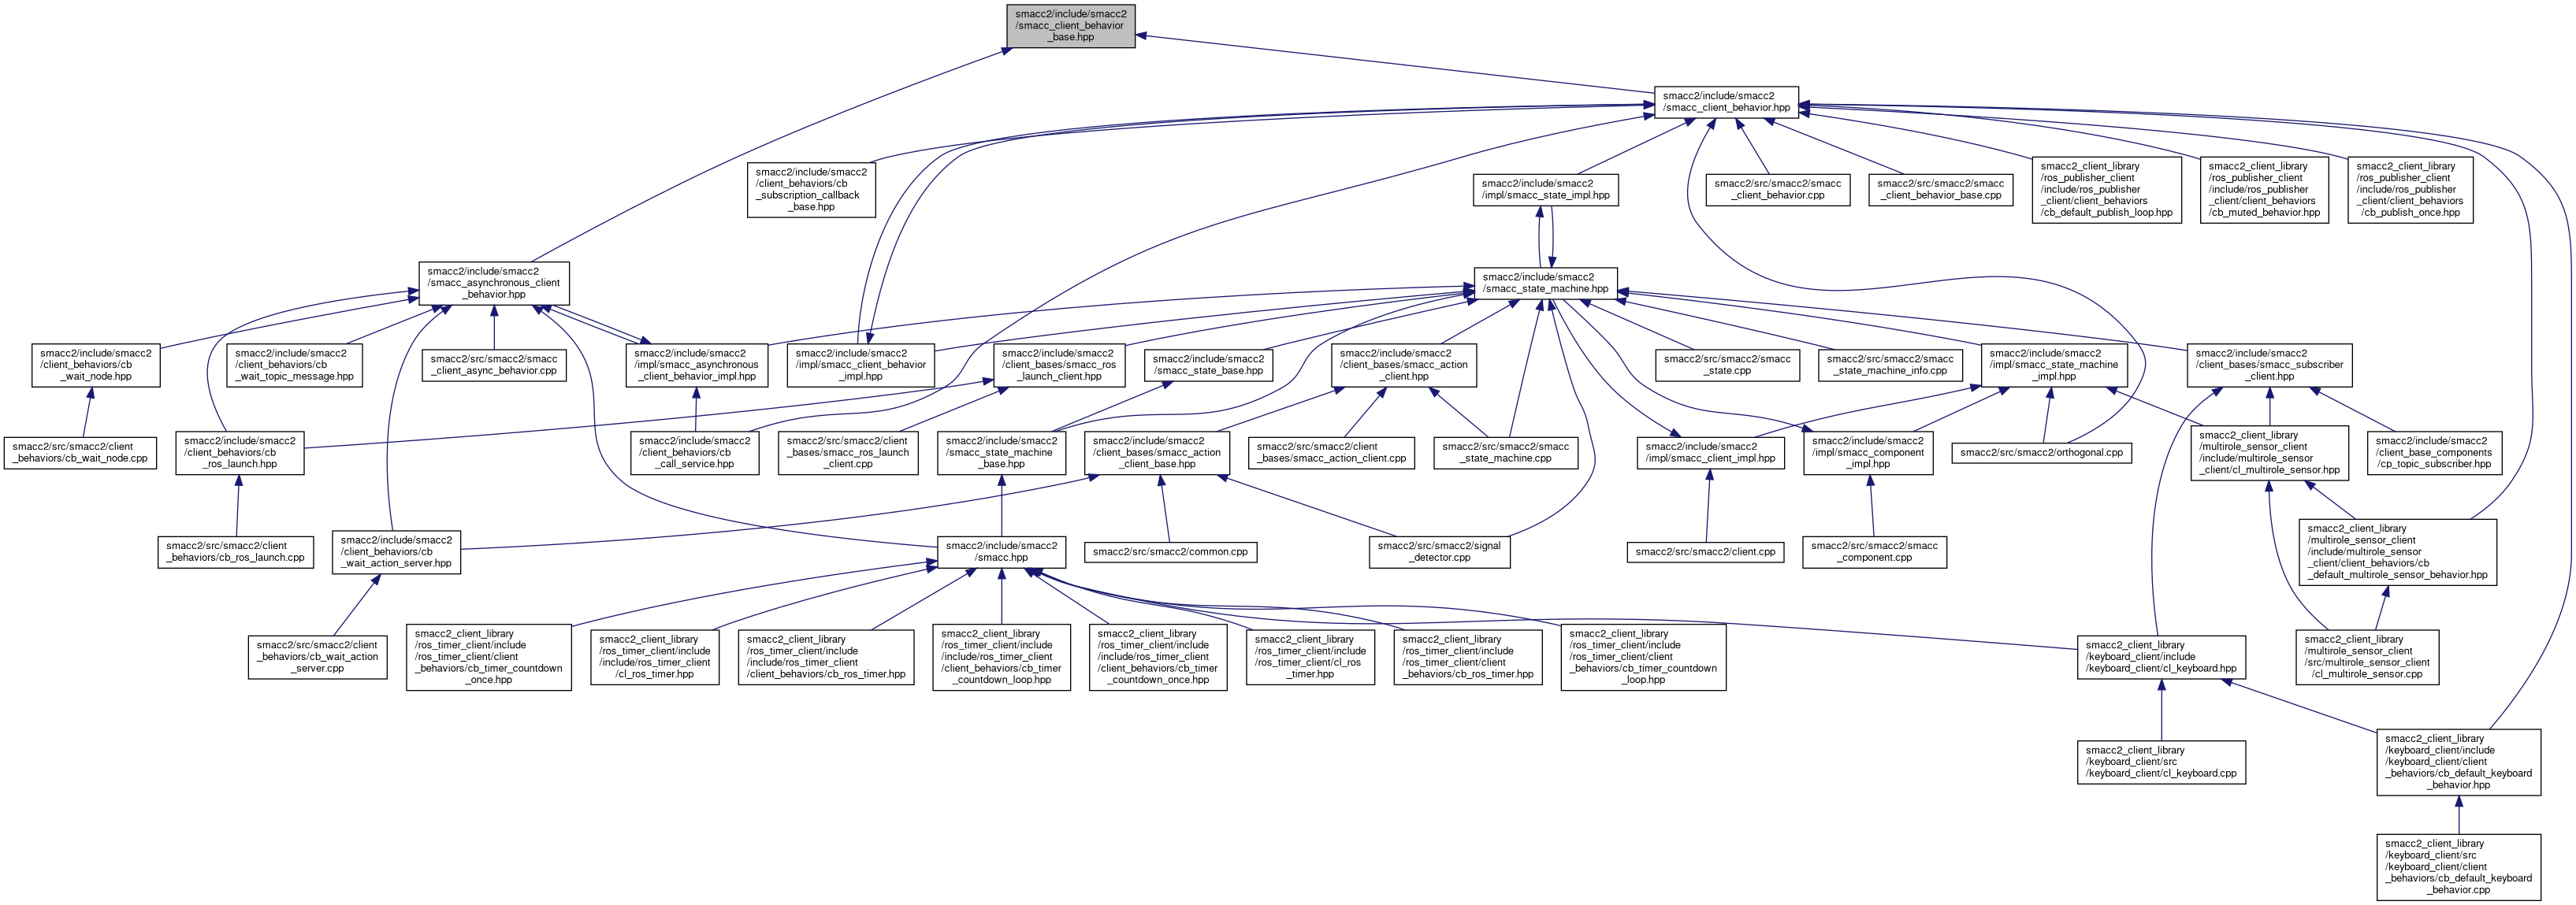 smacc2/include/smacc2
/smacc_client_behavior
_base.hpp
smacc2/include/smacc2
/smacc_client_behavior.hpp
smacc2/include/smacc2
/client_behaviors/cb
_subscription_callback
_base.hpp
smacc2/include/smacc2
/impl/smacc_state_impl.hpp
smacc2/src/smacc2/smacc
_client_behavior.cpp
smacc2/src/smacc2/smacc
_client_behavior_base.cpp
smacc2_client_library
/ros_publisher_client
/include/ros_publisher
_client/client_behaviors
/cb_default_publish_loop.hpp
smacc2_client_library
/ros_publisher_client
/include/ros_publisher
_client/client_behaviors
/cb_muted_behavior.hpp
smacc2_client_library
/ros_publisher_client
/include/ros_publisher
_client/client_behaviors
/cb_publish_once.hpp
smacc2/include/smacc2
/smacc_asynchronous_client
_behavior.hpp
smacc2/include/smacc2
/smacc_state_machine.hpp
smacc2/include/smacc2
/client_behaviors/cb
_wait_node.hpp
smacc2/include/smacc2
/client_behaviors/cb
_wait_topic_message.hpp
smacc2/src/smacc2/smacc
_client_async_behavior.cpp
smacc2/include/smacc2
/impl/smacc_asynchronous
_client_behavior_impl.hpp
smacc2/include/smacc2
/impl/smacc_client_behavior
_impl.hpp
smacc2/include/smacc2
/client_bases/smacc_ros
_launch_client.hpp
smacc2/include/smacc2
/smacc_state_base.hpp
smacc2/include/smacc2
/client_bases/smacc_action
_client.hpp
smacc2/src/smacc2/smacc
_state.cpp
smacc2/src/smacc2/smacc
_state_machine_info.cpp
smacc2/include/smacc2
/impl/smacc_state_machine
_impl.hpp
smacc2/include/smacc2
/client_bases/smacc_subscriber
_client.hpp
smacc2/src/smacc2/client
_behaviors/cb_wait_node.cpp
smacc2/include/smacc2
/client_behaviors/cb
_ros_launch.hpp
smacc2/include/smacc2
/client_behaviors/cb
_call_service.hpp
smacc2/src/smacc2/client
_bases/smacc_ros_launch
_client.cpp
smacc2/include/smacc2
/smacc_state_machine
_base.hpp
smacc2/include/smacc2
/client_bases/smacc_action
_client_base.hpp
smacc2/src/smacc2/client
_bases/smacc_action_client.cpp
smacc2/src/smacc2/smacc
_state_machine.cpp
smacc2/include/smacc2
/impl/smacc_client_impl.hpp
smacc2/include/smacc2
/impl/smacc_component
_impl.hpp
smacc2/src/smacc2/orthogonal.cpp
smacc2_client_library
/multirole_sensor_client
/include/multirole_sensor
_client/cl_multirole_sensor.hpp
smacc2/include/smacc2
/client_base_components
/cp_topic_subscriber.hpp
smacc2/src/smacc2/client
_behaviors/cb_ros_launch.cpp
smacc2/include/smacc2
/client_behaviors/cb
_wait_action_server.hpp
smacc2/include/smacc2
/smacc.hpp
smacc2/src/smacc2/common.cpp
smacc2/src/smacc2/signal
_detector.cpp
smacc2/src/smacc2/client.cpp
smacc2/src/smacc2/smacc
_component.cpp
smacc2_client_library
/multirole_sensor_client
/include/multirole_sensor
_client/client_behaviors/cb
_default_multirole_sensor_behavior.hpp
smacc2/src/smacc2/client
_behaviors/cb_wait_action
_server.cpp
smacc2_client_library
/ros_timer_client/include
/ros_timer_client/client
_behaviors/cb_timer_countdown
_once.hpp
smacc2_client_library
/ros_timer_client/include
/include/ros_timer_client
/cl_ros_timer.hpp
smacc2_client_library
/ros_timer_client/include
/include/ros_timer_client
/client_behaviors/cb_ros_timer.hpp
smacc2_client_library
/ros_timer_client/include
/include/ros_timer_client
/client_behaviors/cb_timer
_countdown_loop.hpp
smacc2_client_library
/ros_timer_client/include
/include/ros_timer_client
/client_behaviors/cb_timer
_countdown_once.hpp
smacc2_client_library
/ros_timer_client/include
/ros_timer_client/cl_ros
_timer.hpp
smacc2_client_library
/ros_timer_client/include
/ros_timer_client/client
_behaviors/cb_ros_timer.hpp
smacc2_client_library
/ros_timer_client/include
/ros_timer_client/client
_behaviors/cb_timer_countdown
_loop.hpp
smacc2_client_library
/keyboard_client/include
/keyboard_client/cl_keyboard.hpp
smacc2_client_library
/multirole_sensor_client
/src/multirole_sensor_client
/cl_multirole_sensor.cpp
smacc2_client_library
/keyboard_client/src
/keyboard_client/cl_keyboard.cpp
smacc2_client_library
/keyboard_client/include
/keyboard_client/client
_behaviors/cb_default_keyboard
_behavior.hpp
smacc2_client_library
/keyboard_client/src
/keyboard_client/client
_behaviors/cb_default_keyboard
_behavior.cpp